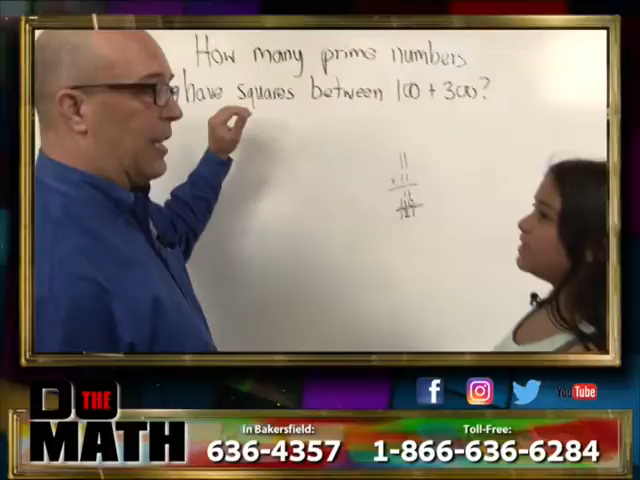 How many prime numbers
have squares between 100 + 300?
11
x 11
11
DO THE
MATH
f
YouTube
In Bakersfield:
636-4357
Toll-Free:
1-866-636-6284